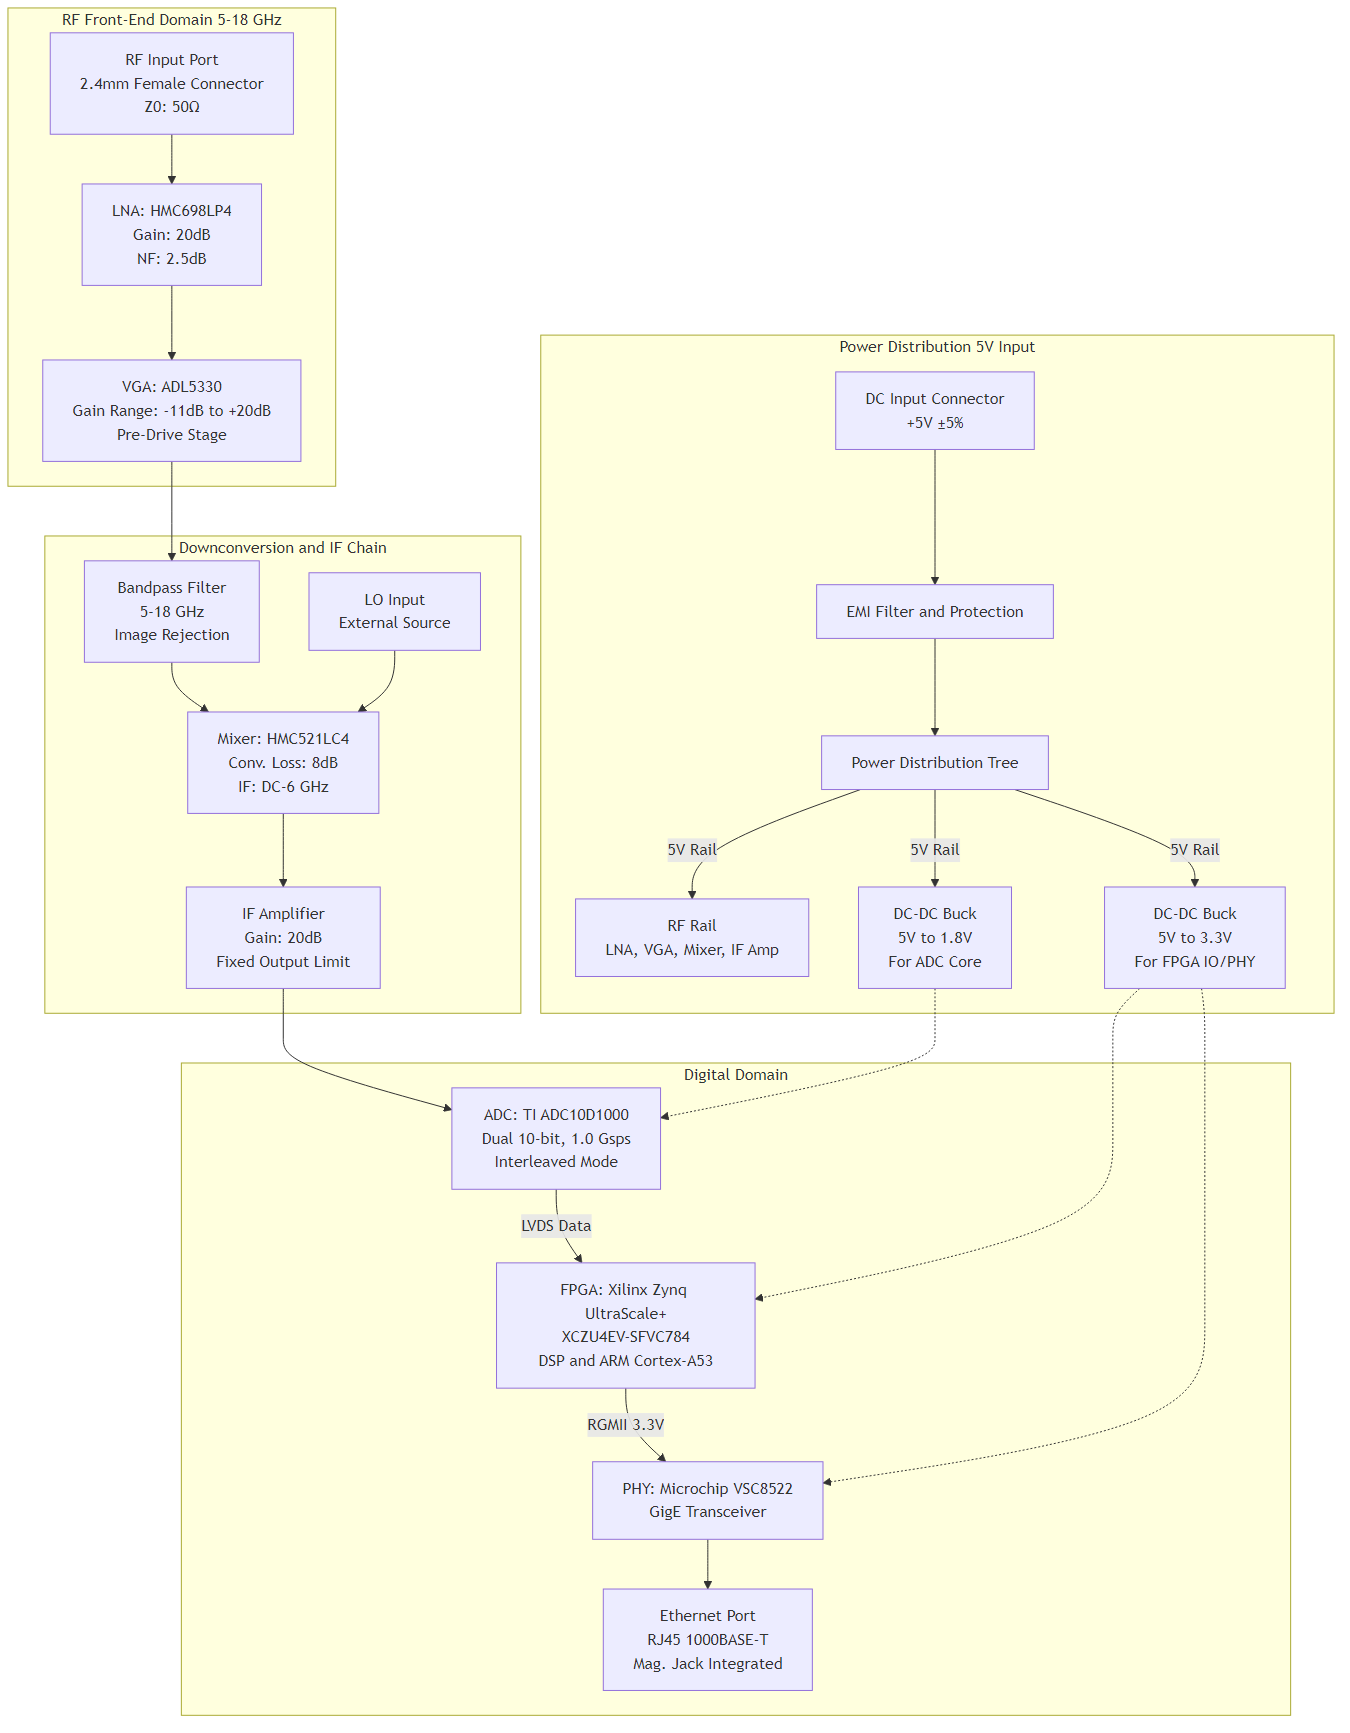 RF Front-End Domain 5-18 GHz
RF Input Port
2.4mm Female Connector
Z0: 50Ω
LNA: HMC698LP4
Gain: 20dB
NF: 2.5dB
VGA: ADL5330
Gain Range: -11dB to +20dB
Pre-Drive Stage
Downconversion and IF Chain
Bandpass Filter
5-18 GHz
Image Rejection
LO Input
External Source
Mixer: HMC521LC4
Conv. Loss: 8dB
IF: DC-6 GHz
IF Amplifier
Gain: 20dB
Fixed Output Limit
Power Distribution 5V Input
DC Input Connector
+5V ±5%
EMI Filter and Protection
Power Distribution Tree
5V Rail
5V Rail
5V Rail
RF Rail
LNA, VGA, Mixer, IF Amp
DC-DC Buck
5V to 1.8V
For ADC Core
DC-DC Buck
5V to 3.3V
For FPGA IO/PHY
Digital Domain
ADC: TI ADC10D1000
Dual 10-bit, 1.0 Gsps
Interleaved Mode
LVDS Data
FPGA: Xilinx Zynq
UltraScale+
XCZU4EV-SFVC784
DSP and ARM Cortex-A53
RGMII 3.3V
PHY: Microchip VSC8522
GigE Transceiver
Ethernet Port
RJ45 1000BASE-T
Mag. Jack Integrated